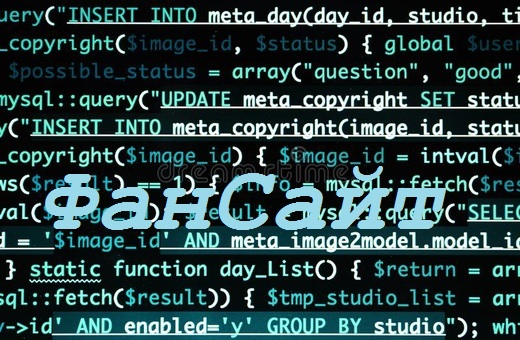 uery("INSERT INTO meta_day(day_id, studio, ti
_copyright($image_id, $status) { global $user
$possible_status = array("question", "good",
mysql::query("UPDATE meta_copyright SET statu
y("INSERT INTO meta_copyright(image_id, statu
_copyright($image_id) { $image_id = intval($i
dreamstime
ws($result) == 1) { $info = mysql::fetch($res
ФанСайт
val($ $result mysql::query("SELEC
d = '$image_id' AND meta_image2model.model_id
} static function day_List() { $return = arr
sql::fetch($result)) { $tmp_studio_list = arr
y->id' AND enabled='y' GROUP BY studio"); whi